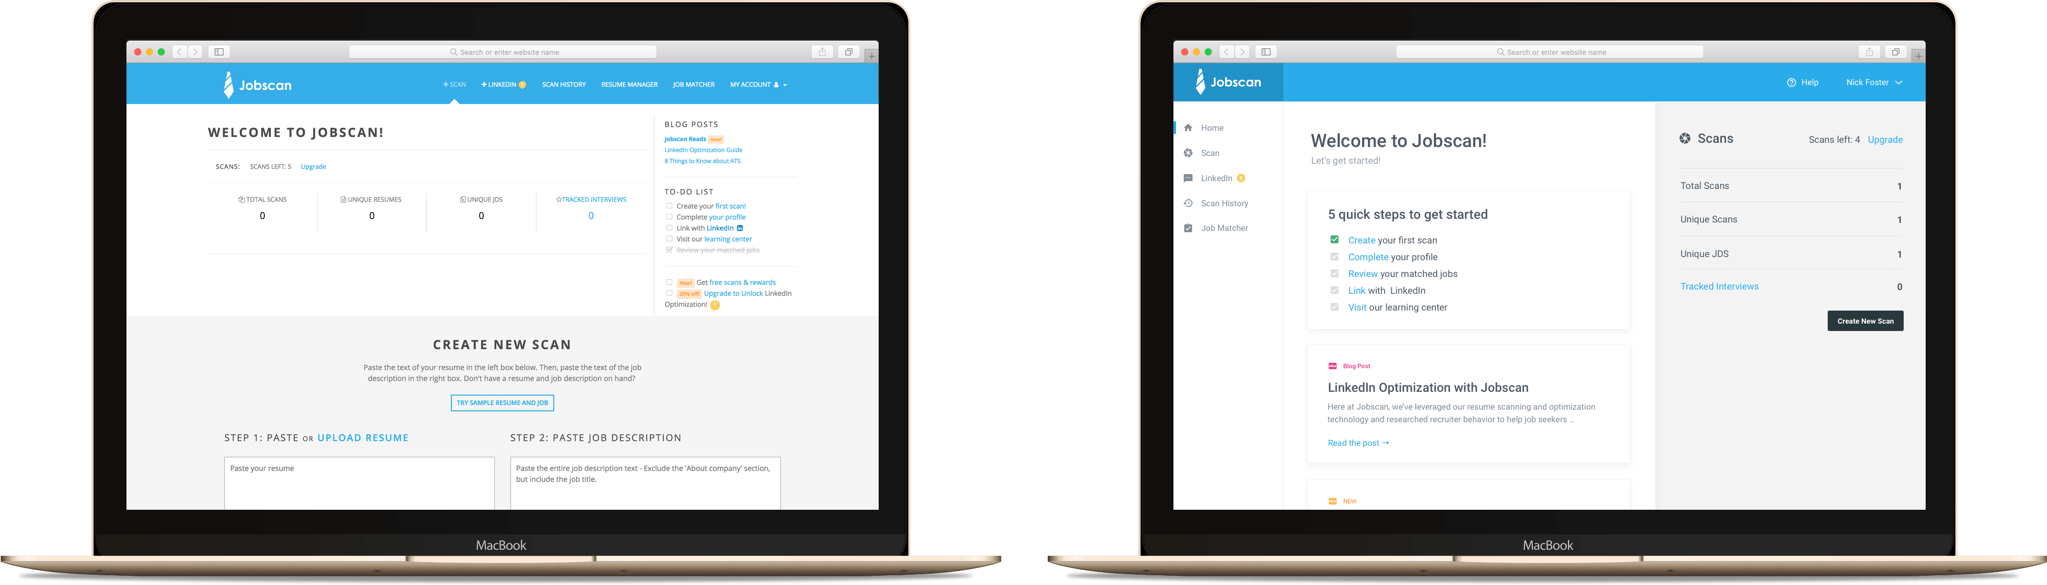 Search or enter website name
Jobscan
+ SCAN
+ LINKEDIN
SCAN HISTORY
RESUME MANAGER
JOB MATCHER
MY ACCOUNT
WELCOME TO JOBSCAN!
SCANS: SCANS LEFT: 5 Upgrade
TOTAL SCANS
0
UNIQUE RESUMES
0
UNIQUE JDS
0
TRACKED INTERVIEWS
0
BLOG POSTS
Jobscan Reads New!
LinkedIn Optimization Guide
8 Things to Know about ATS
TO-DO LIST
Create your first scan!
Complete your profile
Link with LinkedIn
Visit our learning center
Review your matched jobs
New! Get free scans & rewards
20% off! Upgrade to Unlock LinkedIn
Optimization!
CREATE NEW SCAN
Paste the text of your resume in the left box below. Then, paste the text of the job
description in the right box. Don't have a resume and job description on hand?
TRY SAMPLE RESUME AND JOB
STEP 1: PASTE OR UPLOAD RESUME
Paste your resume
STEP 2: PASTE JOB DESCRIPTION
Paste the entire job description text - Exclude the 'About company' section,
but include the job title.
MacBook
Search or enter website name
Jobscan
Help
Nick Foster
Home
Scan
LinkedIn
Scan History
Job Matcher
Welcome to Jobscan!
Let's get started!
5 quick steps to get started
Create your first scan
Complete your profile
Review your matched jobs
Link with LinkedIn
Visit our learning center
Blog Post
LinkedIn Optimization with Jobscan
Here at Jobscan, we've leveraged our resume scanning and optimization
technology and researched recruiter behavior to help job seekers ...
Read the post →
NEW
Scans
Scans left: 4 Upgrade
Total Scans 1
Unique Scans 1
Unique JDS 1
Tracked Interviews 0
Create New Scan
MacBook